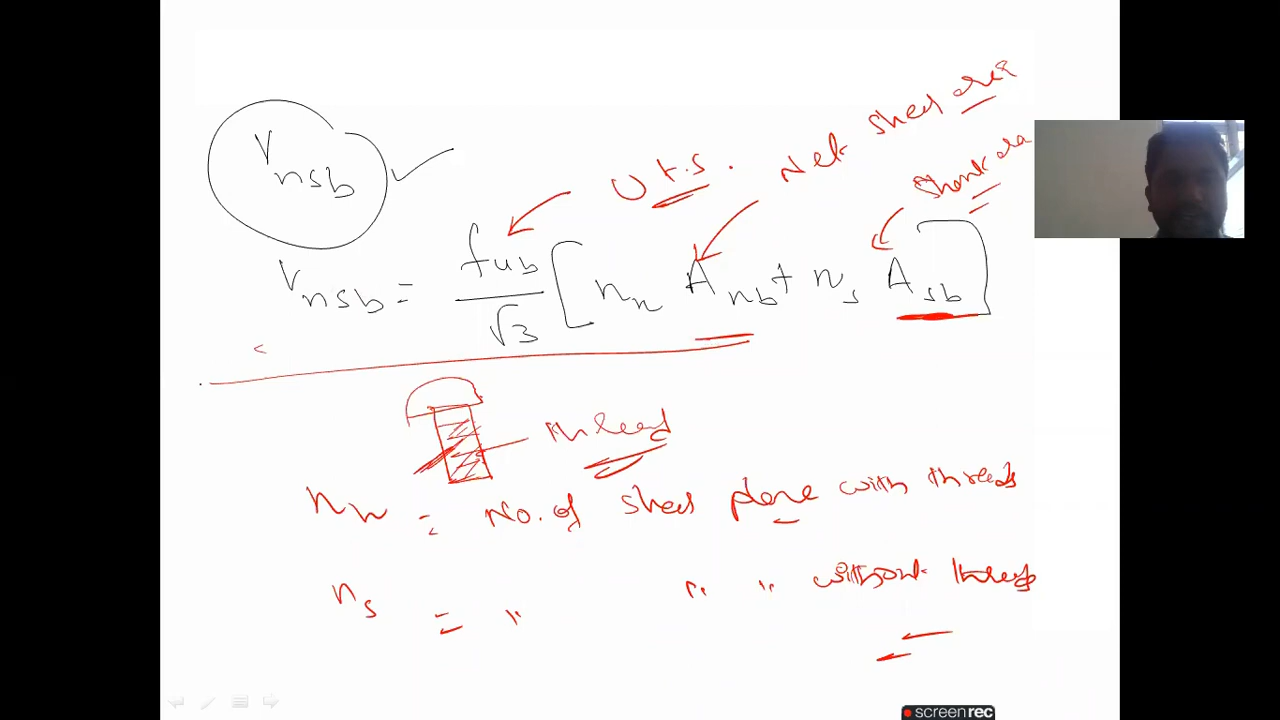 Vnsb
U.t.s.
Net shear area
Shank area
Vnsb = fub/√3 [nn Anb + ns Asb]
thread
nn = No. of shear plane with threads
ns = " " " without threads
screenrec